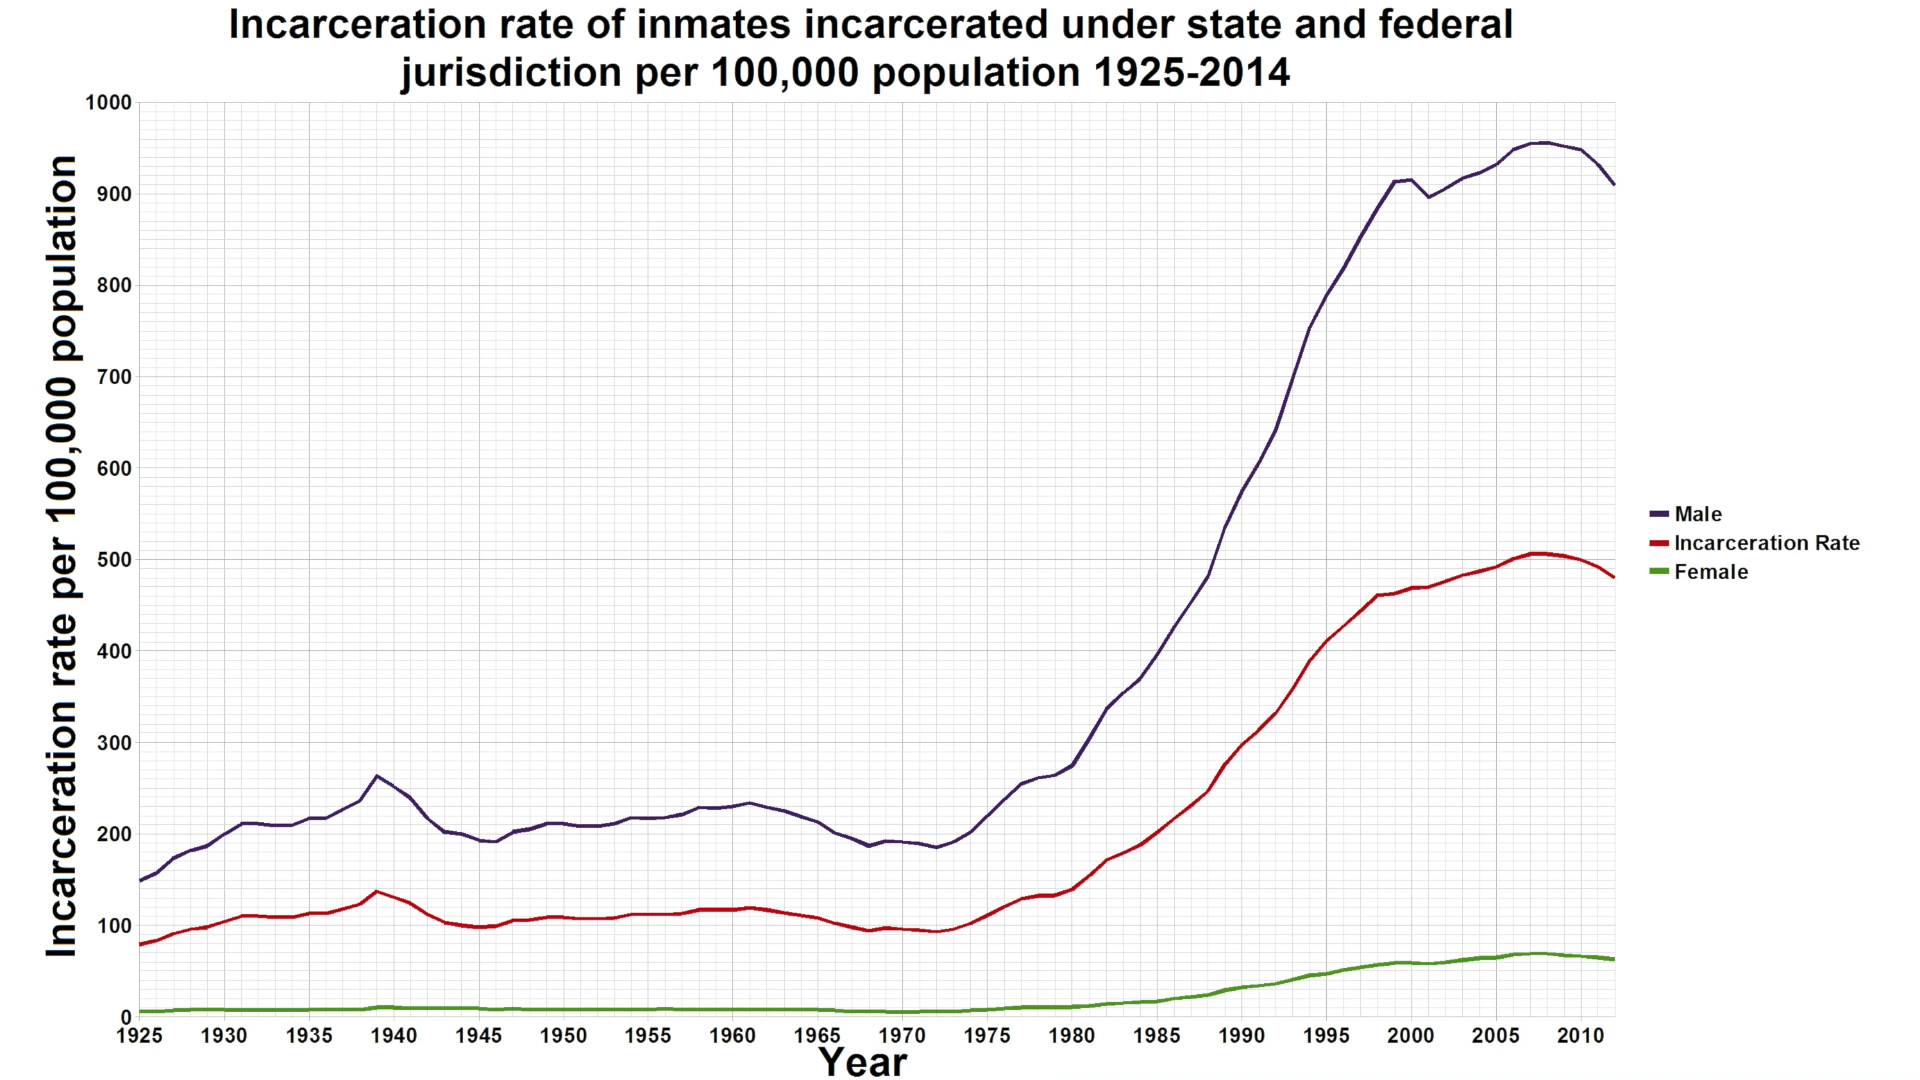 Incarceration rate of inmates incarcerated under state and federal
jurisdiction per 100,000 population 1925-2014
Incarceration rate per 100,000 population
1000
900
800
700
600
500
400
300
200
100
0
1925 1930 1935 1940 1945 1950 1955 1960 1965 1970 1975 1980 1985 1990 1995 2000 2005 2010
Year
Male
Incarceration Rate
Female